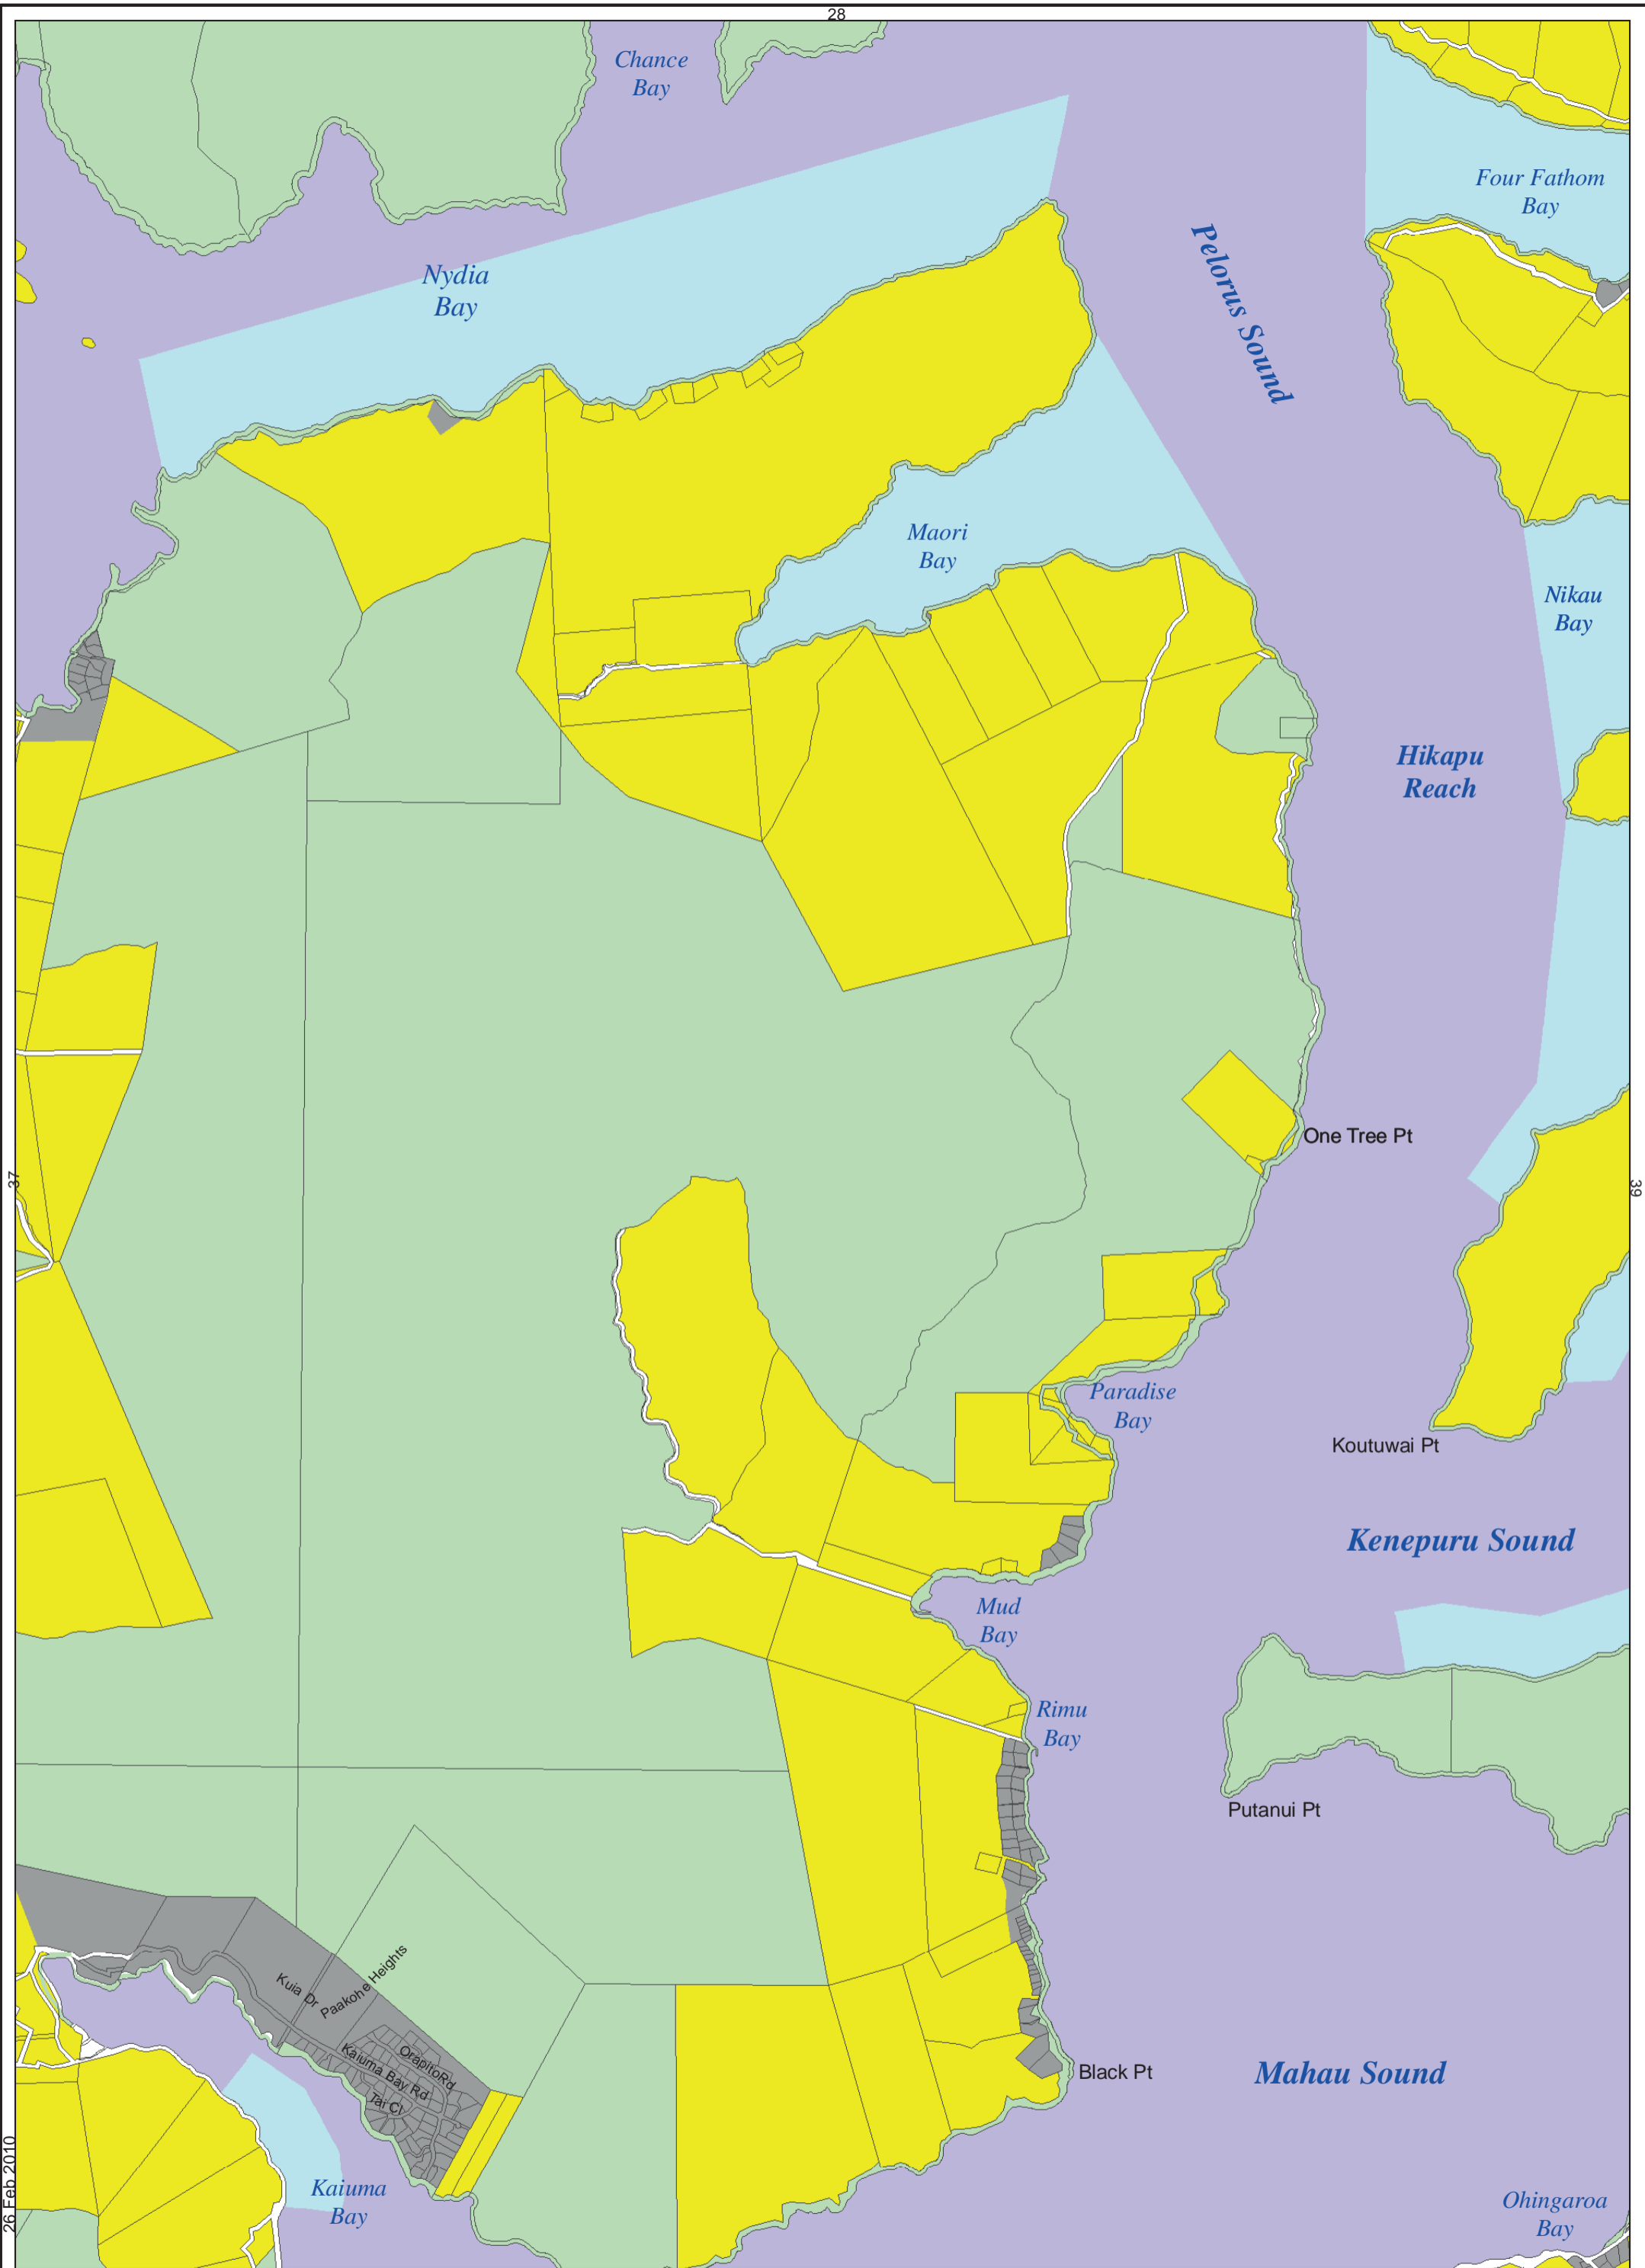 28
Chance
Bay
Four Fathom
Bay
Nydia
Bay
Pelorus Sound
Maori
Bay
Nikau
Bay
Hikapu
Reach
One Tree Pt
37
39
Paradise
Bay
Koutuwai Pt
Kenepuru Sound
Mud
Bay
Rimu
Bay
Putanui Pt
Kuia Dr
Paakohe Heights
Orapito Rd
Kaiuma Bay Rd
Tai Cl
Black Pt
Mahau Sound
Kaiuma
Bay
Ohingaroa
Bay
26 Feb 2010